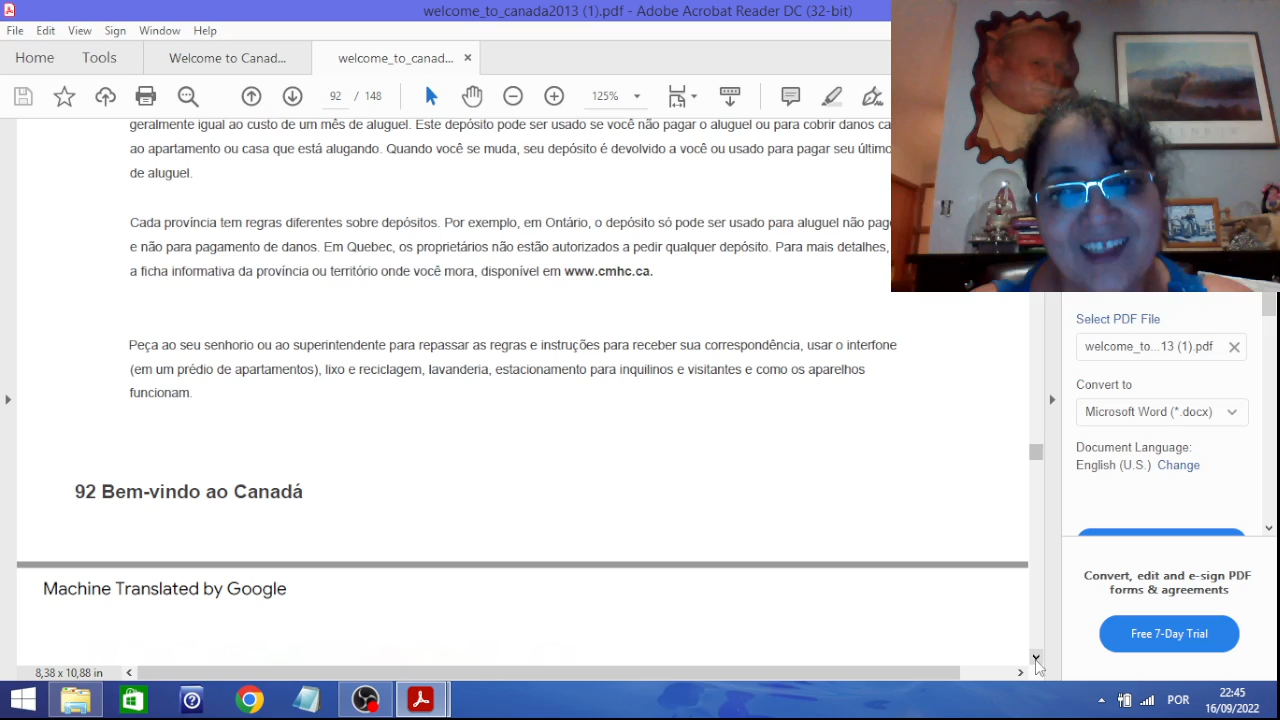 welcome_to_canada2013 (1).pdf - Adobe Acrobat Reader DC (32-bit)
File Edit View Sign Window Help
Home Tools Welcome to Canad... welcome_to_canad... ×
92 / 148 125%
geralmente igual ao custo de um mês de aluguel. Este depósito pode ser usado se você não pagar o aluguel ou para cobrir danos ca
ao apartamento ou casa que está alugando. Quando você se muda, seu depósito é devolvido a você ou usado para pagar seu último
de aluguel.
Cada província tem regras diferentes sobre depósitos. Por exemplo, em Ontário, o depósito só pode ser usado para aluguel não pag
e não para pagamento de danos. Em Quebec, os proprietários não estão autorizados a pedir qualquer depósito. Para mais detalhes,
a ficha informativa da província ou território onde você mora, disponível em www.cmhc.ca.
Peça ao seu senhorio ou ao superintendente para repassar as regras e instruções para receber sua correspondência, usar o interfone
(em um prédio de apartamentos), lixo e reciclagem, lavanderia, estacionamento para inquilinos e visitantes e como os aparelhos
funcionam.
92 Bem-vindo ao Canadá
Machine Translated by Google
8,38 x 10,88 in
Select PDF File
welcome_to...13 (1).pdf
Convert to
Microsoft Word (*.docx)
Document Language:
English (U.S.) Change
Convert, edit and e-sign PDF
forms & agreements
Free 7-Day Trial
POR
22:45
16/09/2022